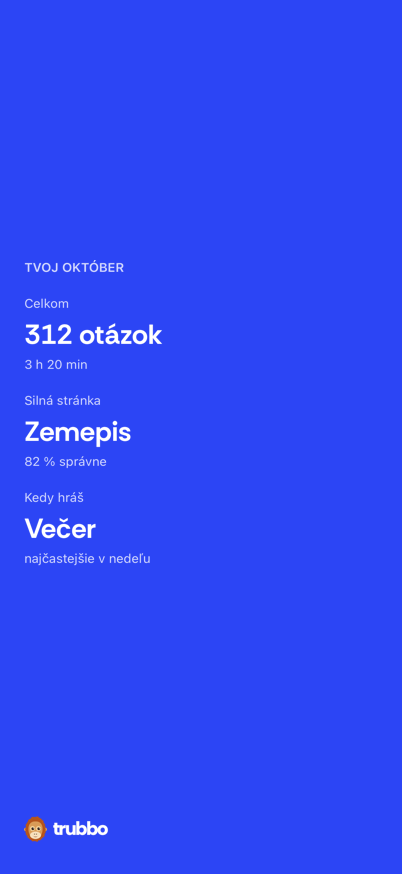 TVOJ OKTÓBER
Celkom
312 otázok
3 h 20 min
Silná stránka
Zemepis
82 % správne
Kedy hráš
Večer
najčastejšie v nedeľu
trubbo